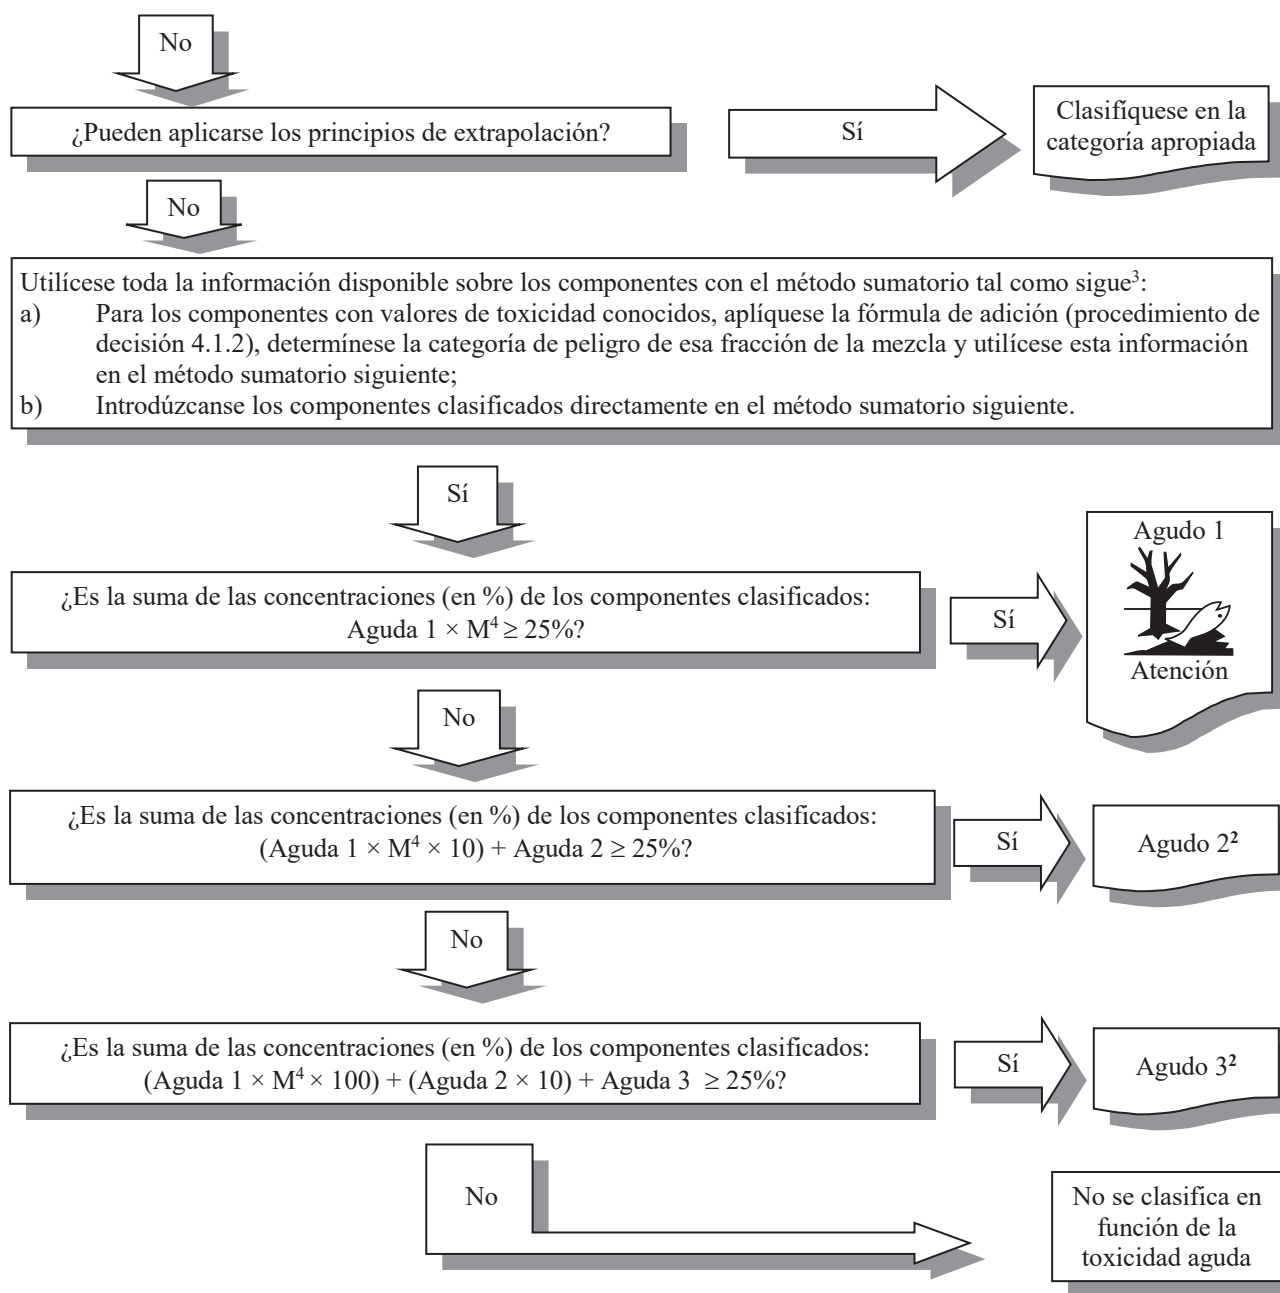 No
¿Pueden aplicarse los principios de extrapolación?
Sí
Clasifíquese en la
categoría apropiada
No
Utilícese toda la información disponible sobre los componentes con el método sumatorio tal como sigue³:
a) Para los componentes con valores de toxicidad conocidos, aplíquese la fórmula de adición (procedimiento de
decisión 4.1.2), determínese la categoría de peligro de esa fracción de la mezcla y utilícese esta información
en el método sumatorio siguiente;
b) Introdúzcanse los componentes clasificados directamente en el método sumatorio siguiente.
Sí
¿Es la suma de las concentraciones (en %) de los componentes clasificados:
Aguda 1 × M⁴ ≥ 25%?
Sí
Agudo 1
Atención
No
¿Es la suma de las concentraciones (en %) de los componentes clasificados:
(Aguda 1 × M⁴ × 10) + Aguda 2 ≥ 25%?
Sí
Agudo 2²
No
¿Es la suma de las concentraciones (en %) de los componentes clasificados:
(Aguda 1 × M⁴ × 100) + (Aguda 2 × 10) + Aguda 3 ≥ 25%?
Sí
Agudo 3²
No
No se clasifica en
función de la
toxicidad aguda